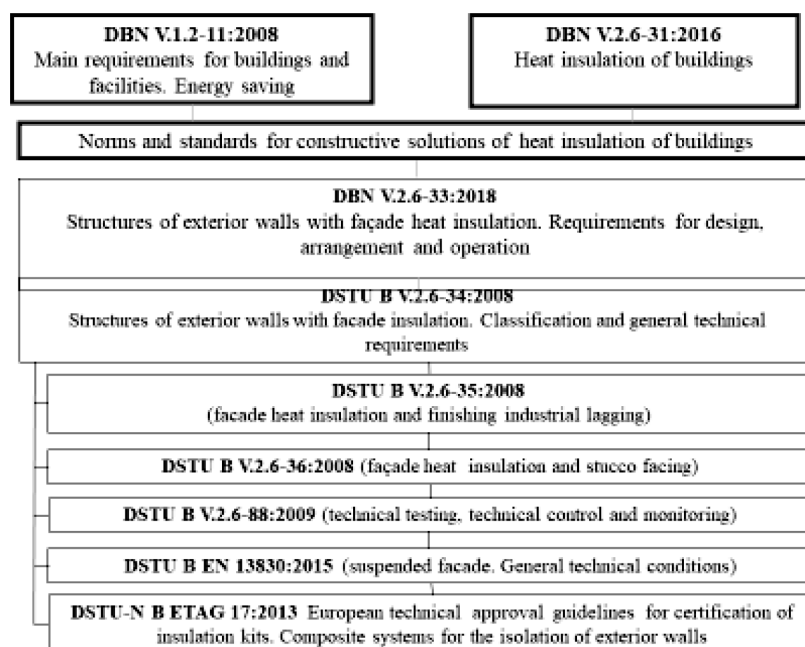 DBN V.1.2-11:2008
Main requirements for buildings and
facilities. Energy saving
DBN V.2.6-31:2016
Heat insulation of buildings
Norms and standards for constructive solutions of heat insulation of buildings
DBN V.2.6-33:2018
Structures of exterior walls with façade heat insulation. Requirements for design,
arrangement and operation
DSTU B V.2.6-34:2008
Structures of exterior walls with facade insulation. Classification and general technical
requirements
DSTU B V.2.6-35:2008
(facade heat insulation and finishing industrial lagging)
DSTU B V.2.6-36:2008 (façade heat insulation and stucco facing)
DSTU B V.2.6-88:2009 (technical testing, technical control and monitoring)
DSTU B EN 13830:2015 (suspended facade. General technical conditions)
DSTU-N B ETAG 17:2013 European technical approval guidelines for certification of
insulation kits. Composite systems for the isolation of exterior walls